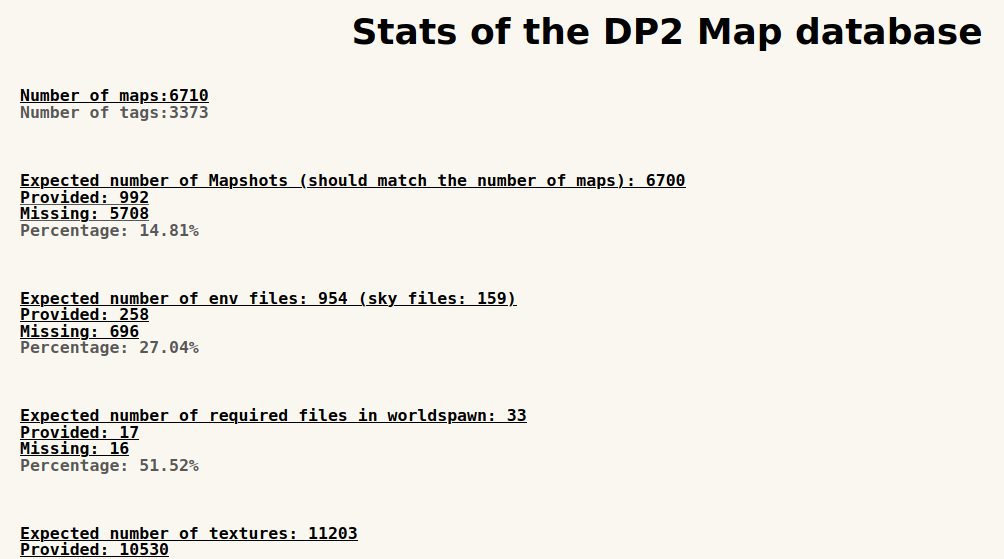 Stats of the DP2 Map database
Number of maps:6710
Number of tags:3373
Expected number of Mapshots (should match the number of maps): 6700
Provided: 992
Missing: 5708
Percentage: 14.81%
Expected number of env files: 954 (sky files: 159)
Provided: 258
Missing: 696
Percentage: 27.04%
Expected number of required files in worldspawn: 33
Provided: 17
Missing: 16
Percentage: 51.52%
Expected number of textures: 11203
Provided: 10530